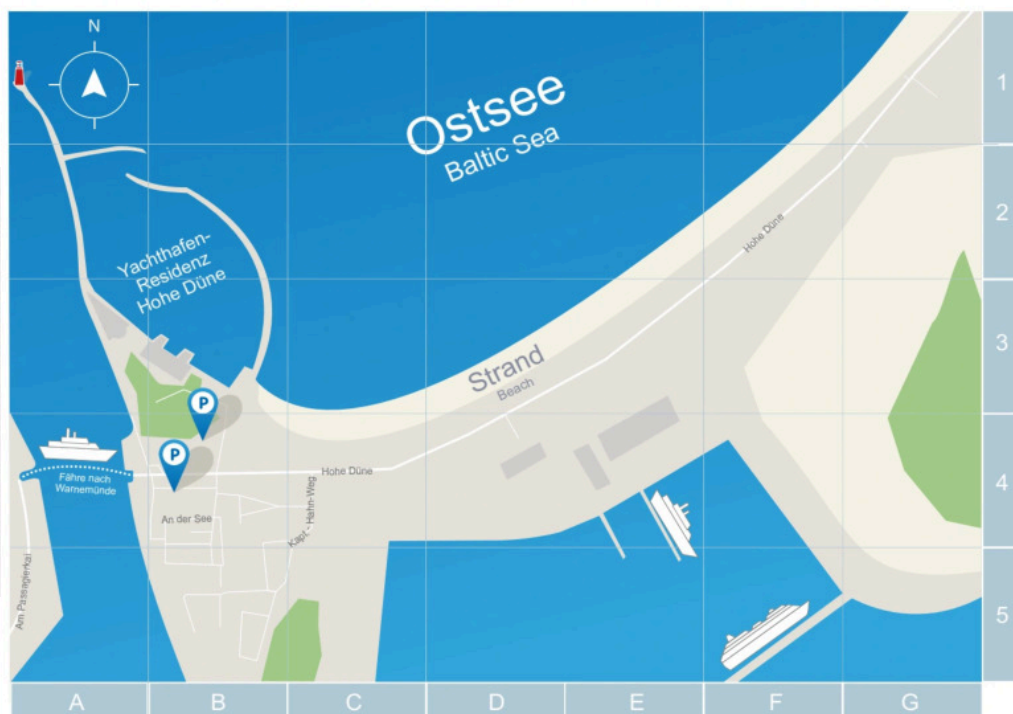 N
Ostsee
Baltic Sea
Yachthafen-
Residenz
Hohe Düne
Hohe Düne
Strand
Beach
P
P
Fähre nach
Warnemünde
Hohe Düne
An der See
Kapt.-Hahn-Weg
Am Passagierkai
1
2
3
4
5
A
B
C
D
E
F
G